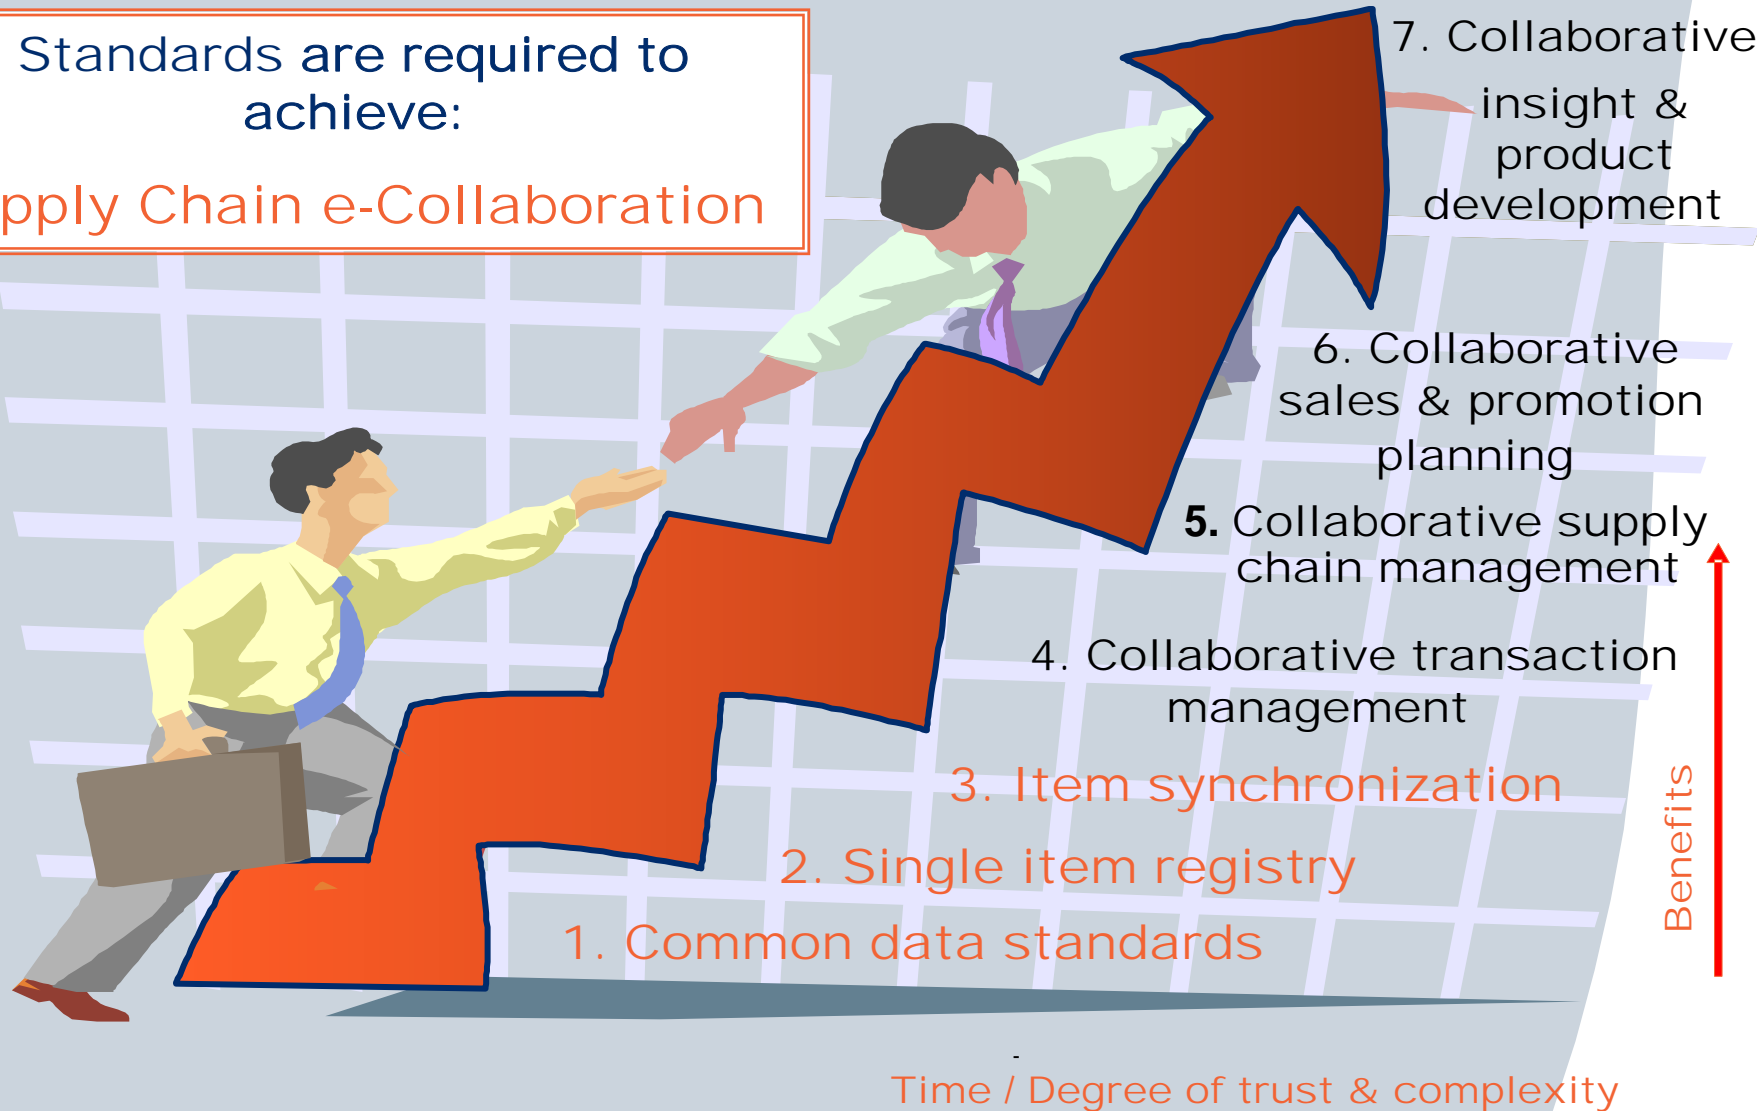 Standards are required to
achieve:
pply Chain e-Collaboration
7. Collaborative
insight &
product
development
6. Collaborative
sales & promotion
planning
5. Collaborative supply
chain management
4. Collaborative transaction
management
3. Item synchronization
2. Single item registry
1. Common data standards
Benefits
-
Time / Degree of trust & complexity